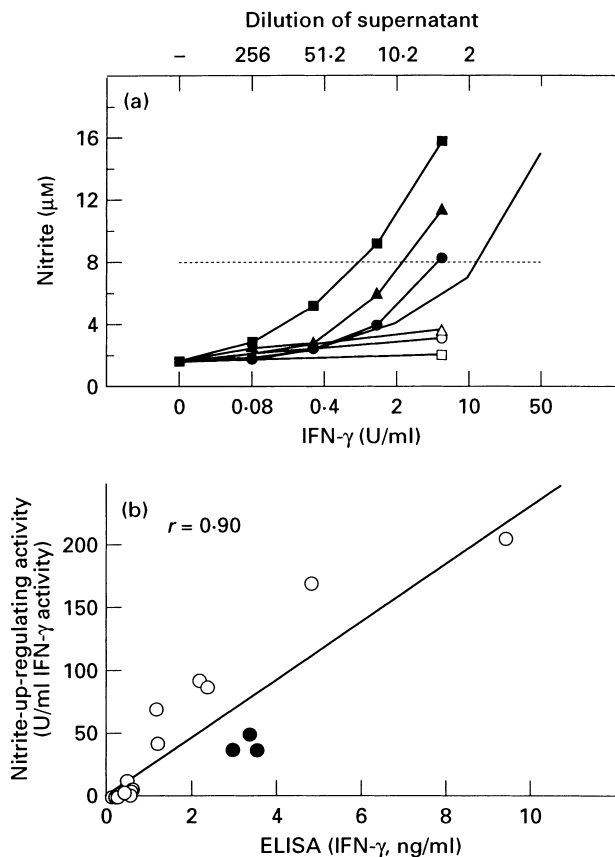 Dilution of supernatant
– 256 51·2 10·2 2
(a)
16
12
8
4
0
Nitrite (μM)
0 0·08 0·4 2 10 50
IFN-γ (U/ml)
(b)
r = 0·90
200
150
100
50
0
Nitrite-up-regulating activity
(U/ml IFN-γ activity)
0 2 4 6 8 10
ELISA (IFN-γ, ng/ml)